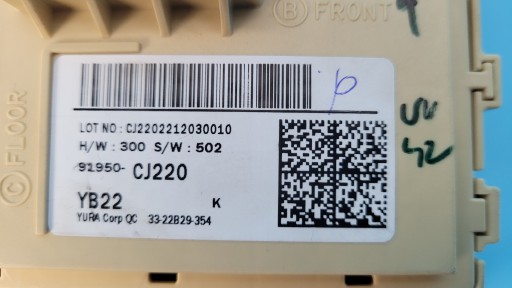 Ⓑ FRONT
Ⓒ FLOOR
LOT NO : CJ2202212030010
H/W : 300 S/W : 502
91950- CJ220
YB22 K
YURA Corp QC 33-22B29-354